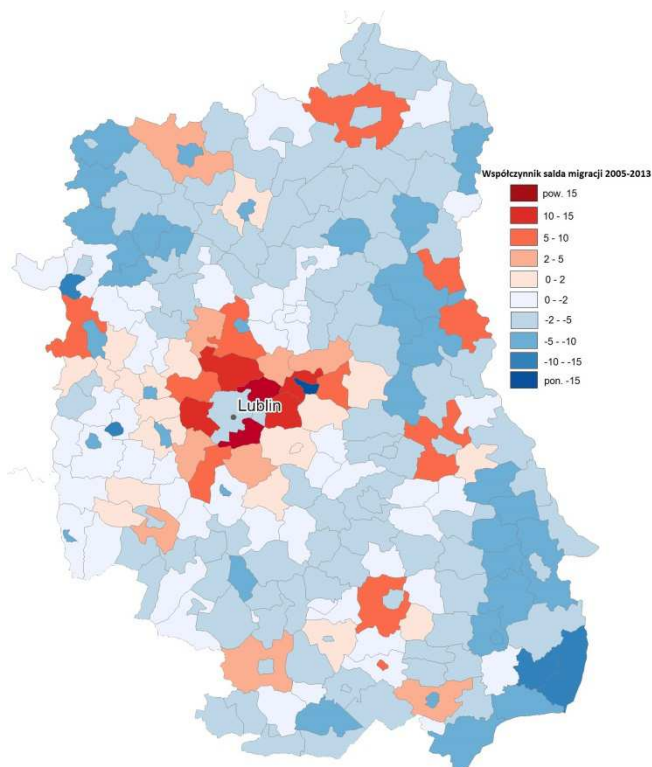 Współczynnik salda migracji 2005-2013
pow. 15
10 - 15
5 - 10
2 - 5
0 - 2
0 - -2
-2 - -5
-5 - -10
-10 - -15
pon. -15
Lublin